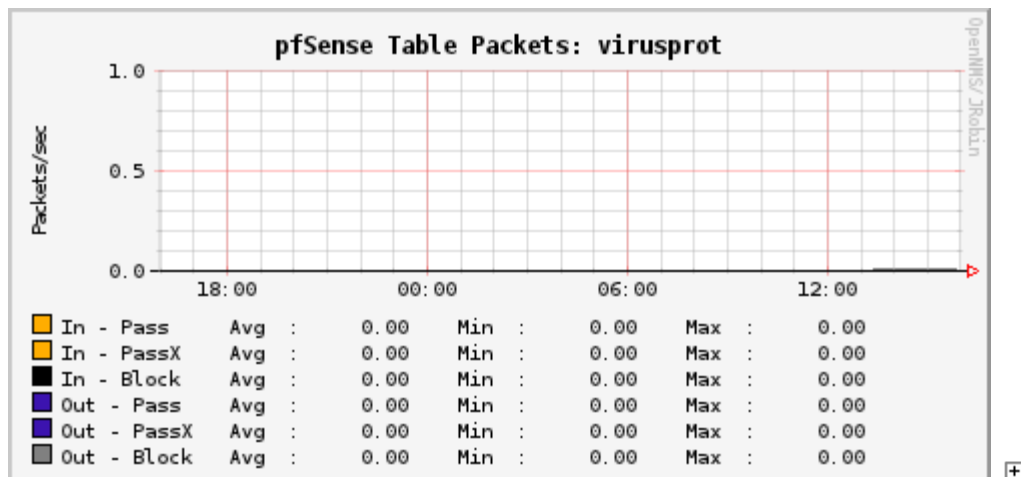 pfSense Table Packets: virusprot
OpenNMS/JRobin
Packets/sec
1.0
0.5
0.0
18:00 00:00 06:00 12:00
In - Pass Avg : 0.00 Min : 0.00 Max : 0.00
In - PassX Avg : 0.00 Min : 0.00 Max : 0.00
In - Block Avg : 0.00 Min : 0.00 Max : 0.00
Out - Pass Avg : 0.00 Min : 0.00 Max : 0.00
Out - PassX Avg : 0.00 Min : 0.00 Max : 0.00
Out - Block Avg : 0.00 Min : 0.00 Max : 0.00